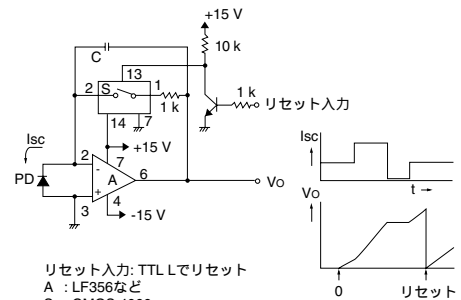 +15 V
10 k
C
13
2
S
1
1 k
1 k
リセット入力
14
7
Isc
+15 V
2
7
PD
-
A
6
+
3
4
-15 V
Vo
Isc
t
Vo
0
リセット
リセット入力: TTL Lでリセット
A : LF356など